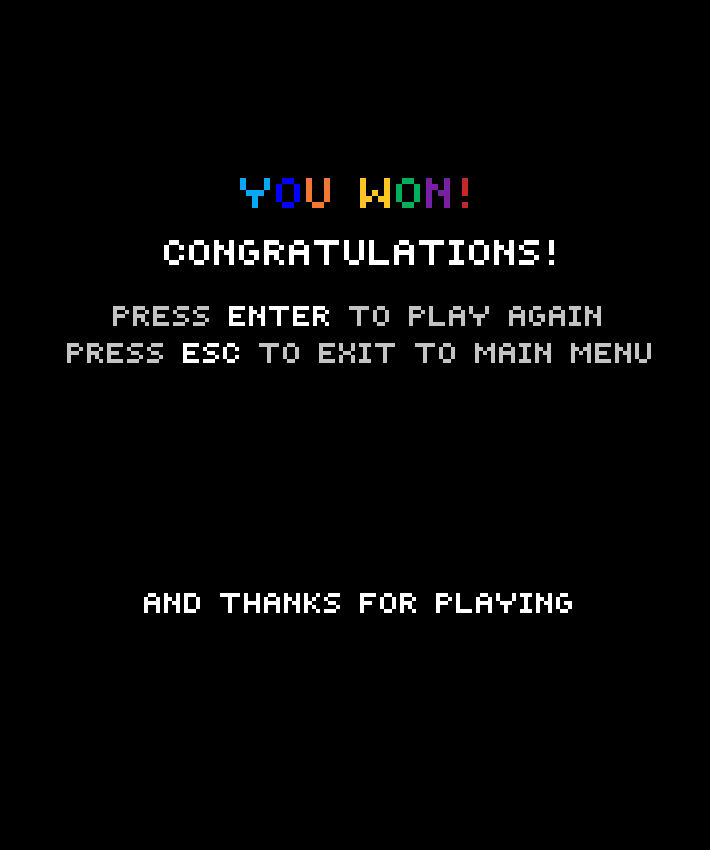 YOU WON!
CONGRATULATIONS!
PRESS ENTER TO PLAY AGAIN
PRESS ESC TO EXIT TO MAIN MENU
AND THANKS FOR PLAYING